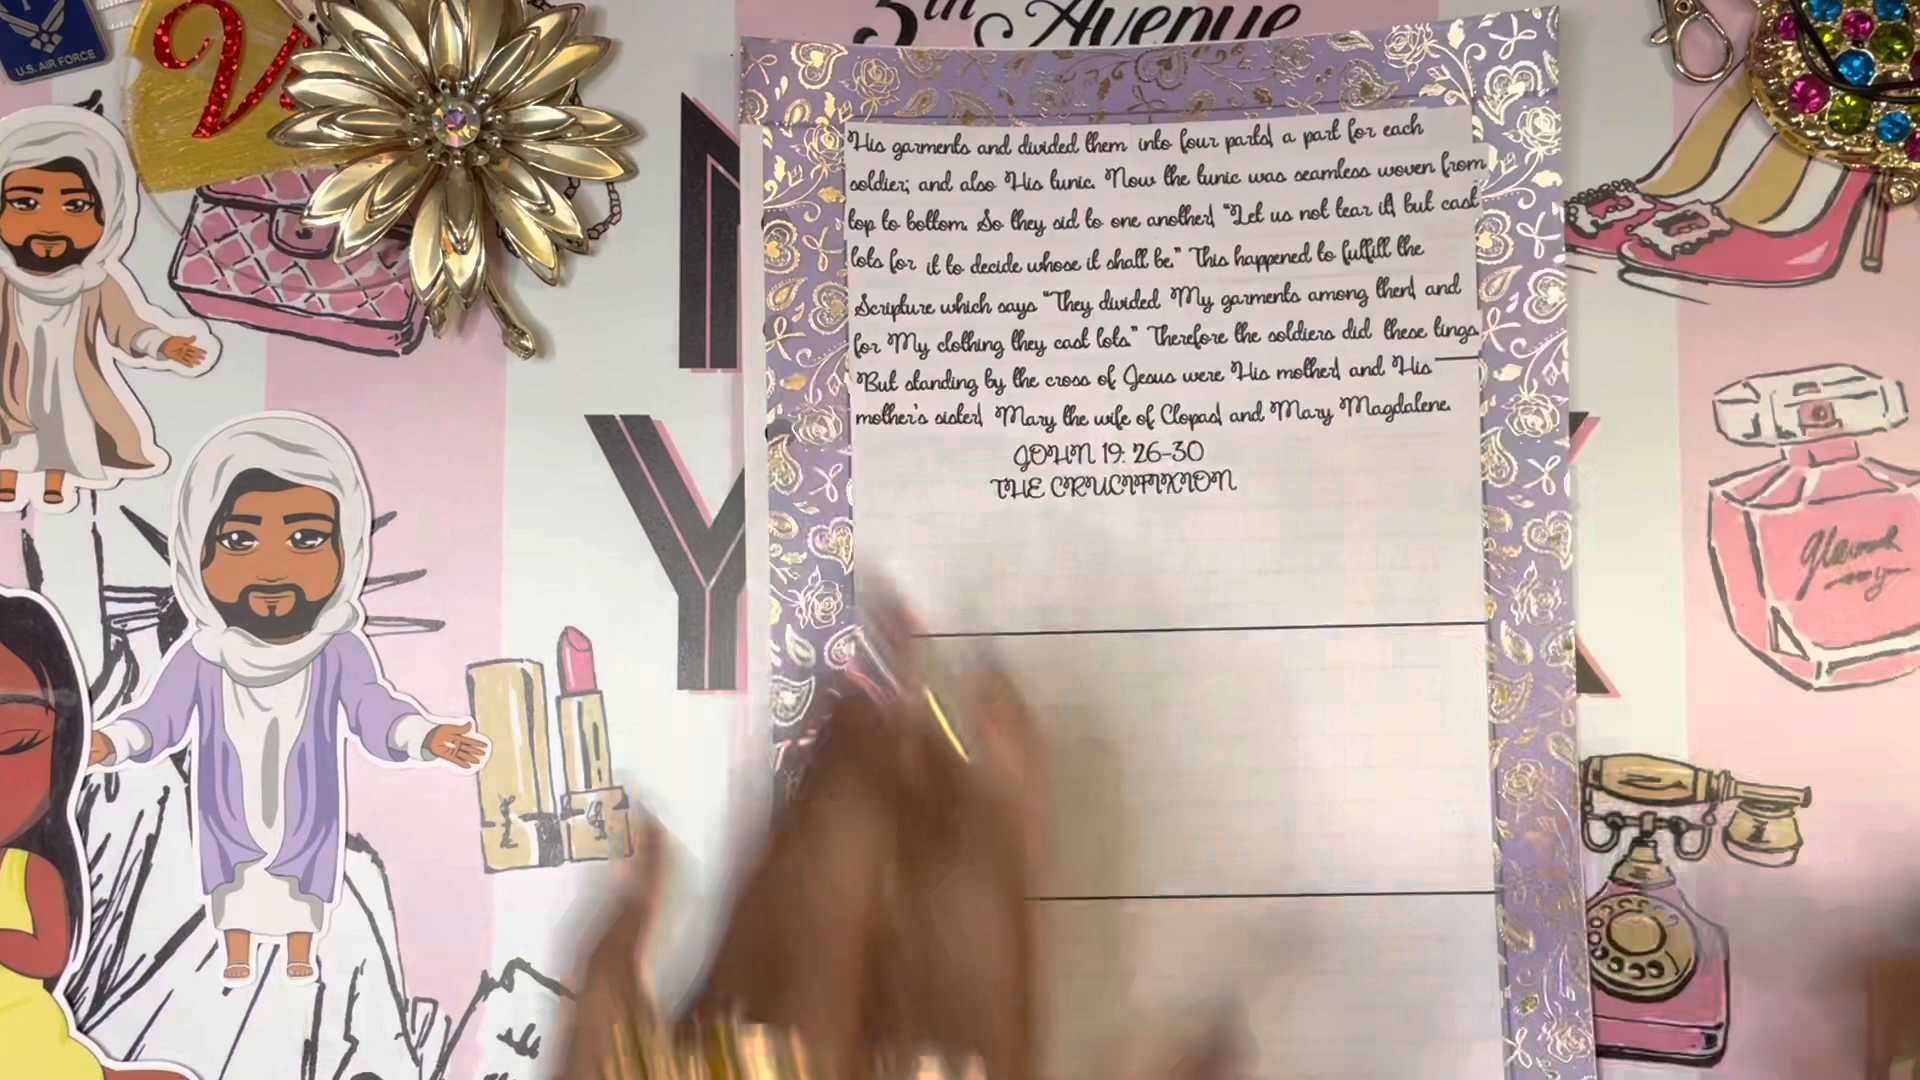 U.S. AIR FORCE
5th Avenue
His garments and divided them into four parts, a part for each
soldier; and also His tunic. Now the tunic was seamless woven from
top to bottom. So they sid to one another, "Let us not tear it, but cast
lots for it to decide whose it shall be." This happened to fulfill the
Scripture which says "They divided My garments among then, and
for My clothing they cast lots." Therefore the soldiers did these tings.
But standing by the cross of Jesus were His mother, and His
mother's sister, Mary the wife of Clopas, and Mary Magdalene.
JOHN 19: 26-30
THE CRUCIFIXION